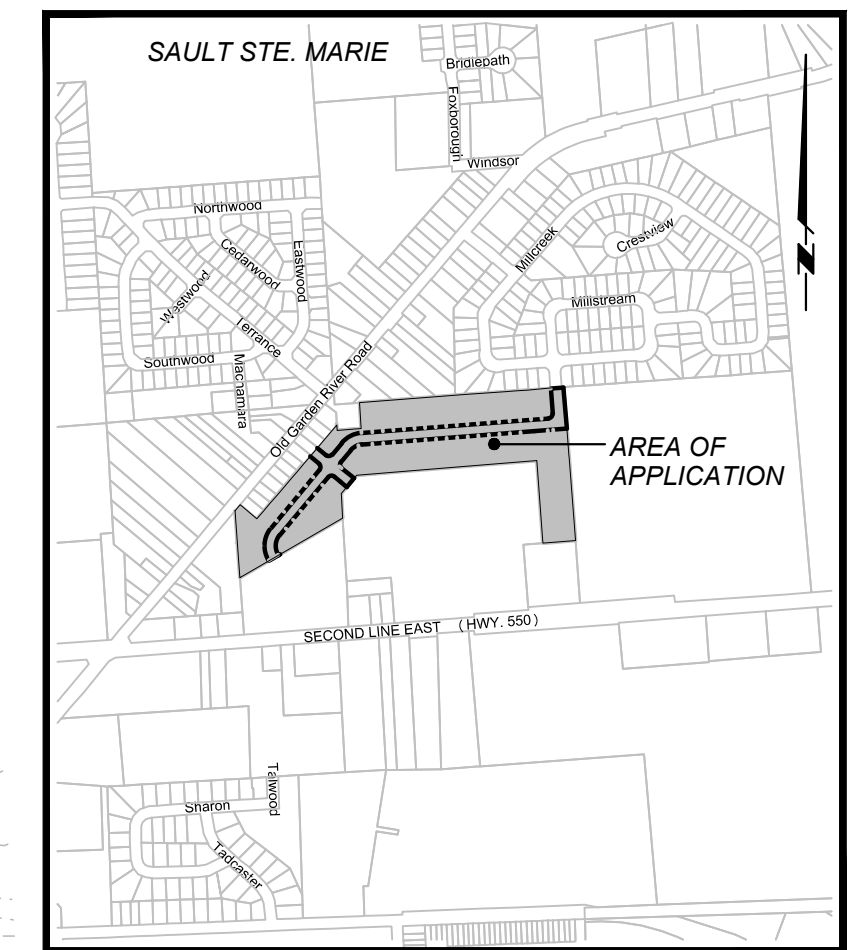 SAULT STE. MARIE
Bridlepath
Foxborough
Windsor
Northwood
Cedarwood
Eastwood
Westwood
Terrance
Southwood
Macnamara
Old Garden River Road
Millcreek
Crestview
Millstream
N
AREA OF
APPLICATION
SECOND LINE EAST (HWY. 550)
Talwood
Sharon
Tadcaster